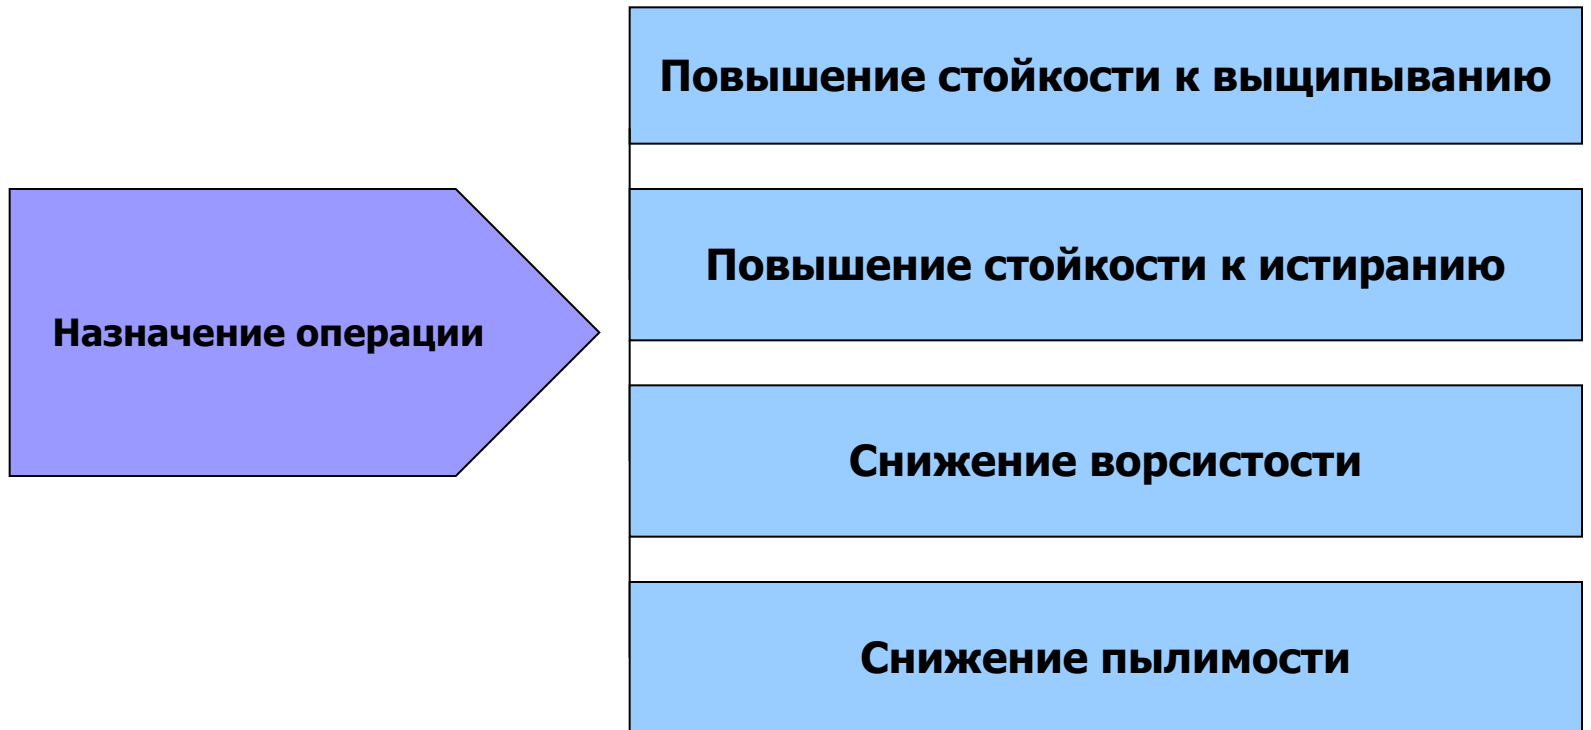 Повышение стойкости к выщипыванию
Повышение стойкости к истиранию
Назначение операции
Снижение ворсистости
Снижение пылимости